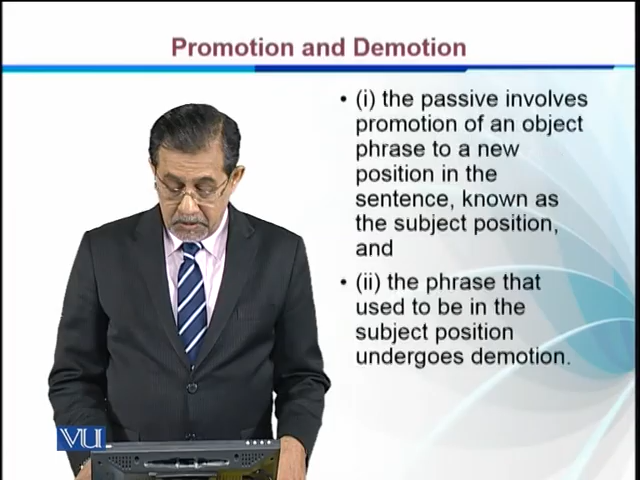 Promotion and Demotion
• (i) the passive involves
promotion of an object
phrase to a new
position in the
sentence, known as
the subject position,
and
• (ii) the phrase that
used to be in the
subject position
undergoes demotion.
VU